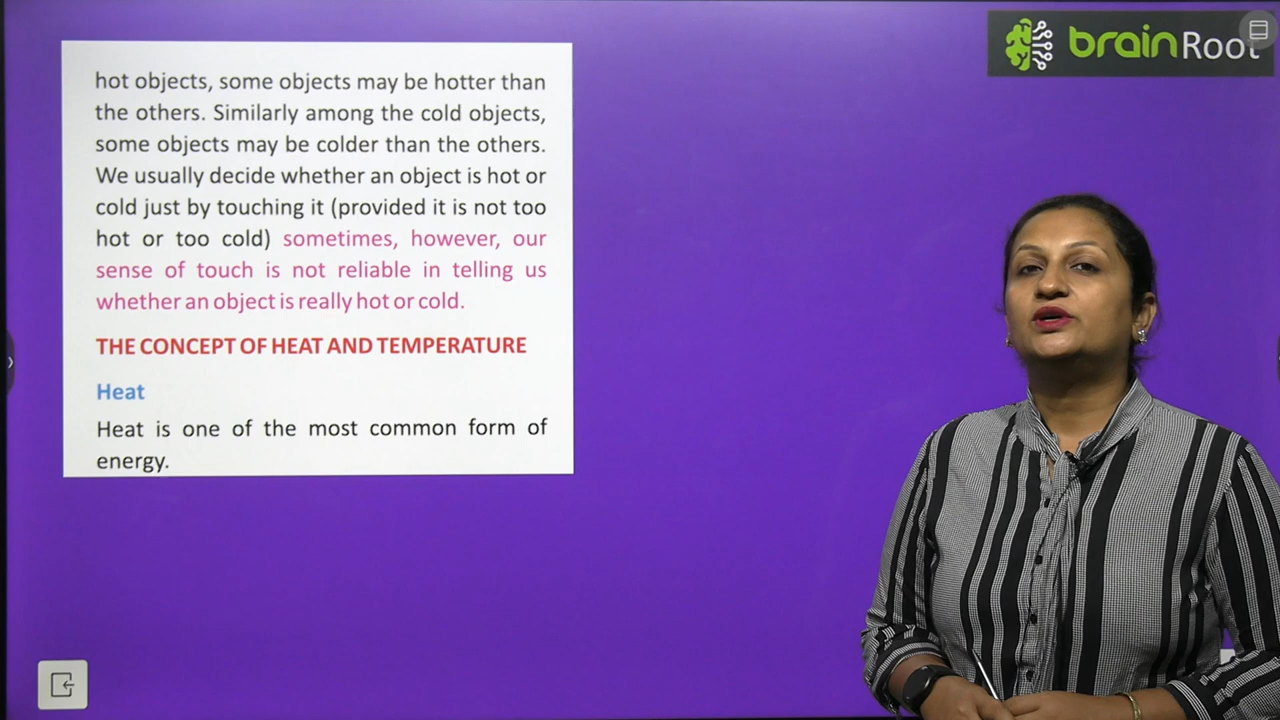 brainRoot
hot objects, some objects may be hotter than
the others. Similarly among the cold objects,
some objects may be colder than the others.
We usually decide whether an object is hot or
cold just by touching it (provided it is not too
hot or too cold) sometimes, however, our
sense of touch is not reliable in telling us
whether an object is really hot or cold.
THE CONCEPT OF HEAT AND TEMPERATURE
Heat
Heat is one of the most common form of
energy.